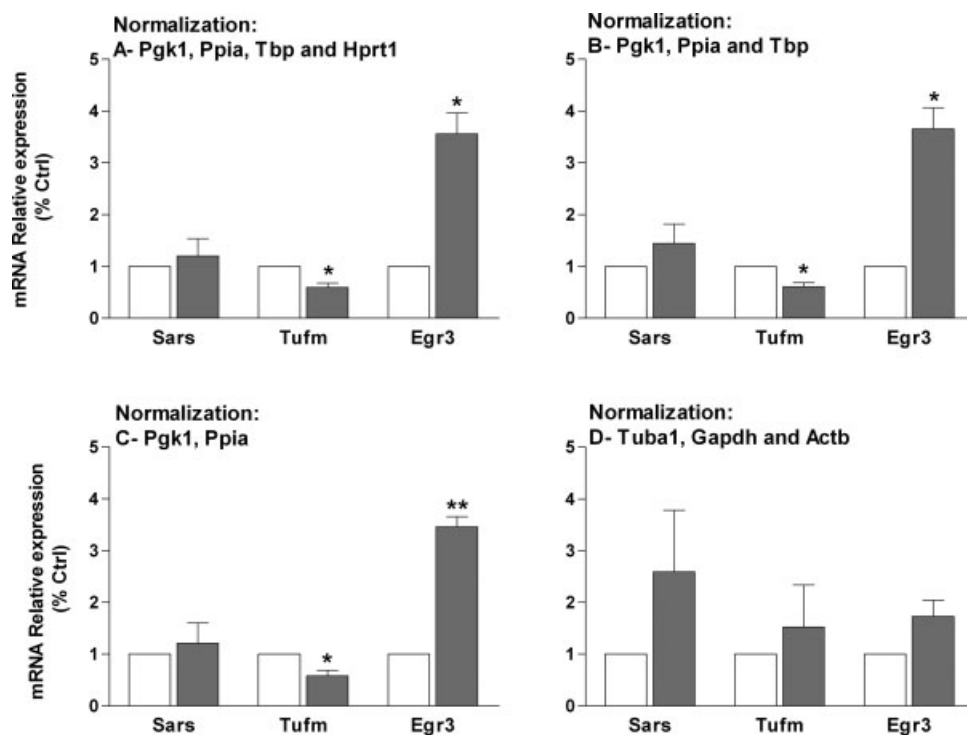 Normalization:
A- Pgk1, Ppia, Tbp and Hprt1
mRNA Relative expression
(% Ctrl)
5
4
3
2
1
0
*
*
Sars
Tufm
Egr3
Normalization:
B- Pgk1, Ppia and Tbp
5
4
3
2
1
0
*
*
Sars
Tufm
Egr3
Normalization:
C- Pgk1, Ppia
mRNA Relative expression
(% Ctrl)
5
4
3
2
1
0
*
**
Sars
Tufm
Egr3
Normalization:
D- Tuba1, Gapdh and Actb
5
4
3
2
1
0
Sars
Tufm
Egr3